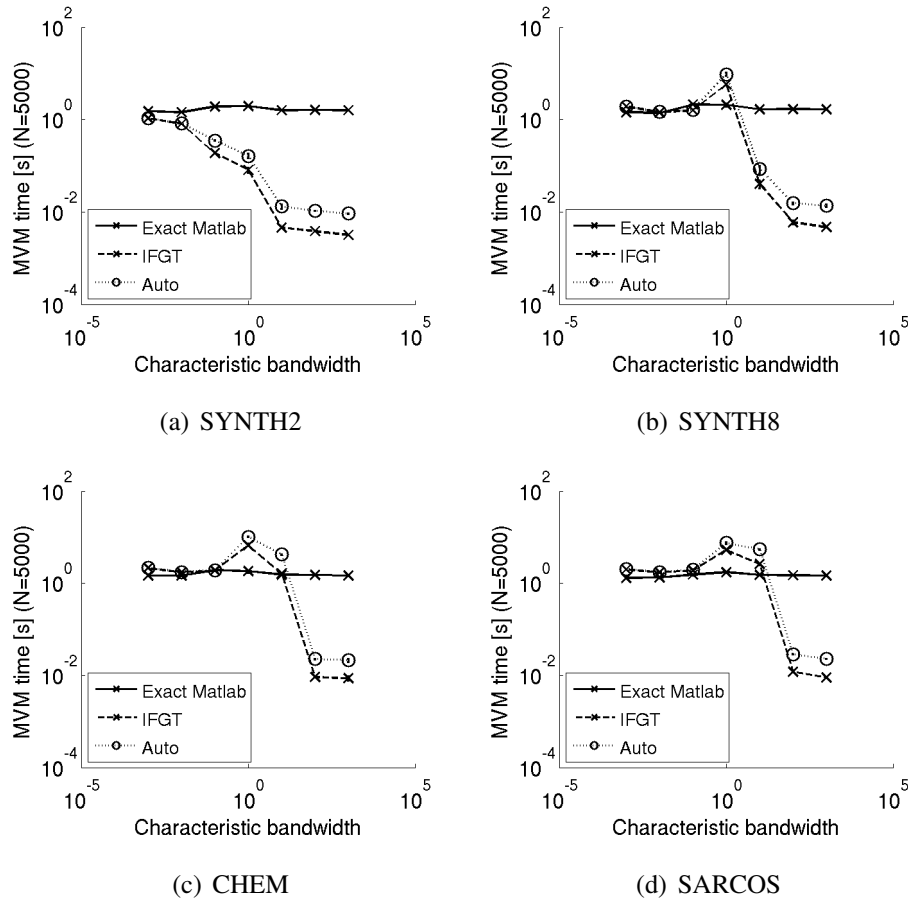 10^2
10^0
10^-2
10^-4
MVM time [s] (N=5000)
Exact Matlab
IFGT
Auto
10^-5
10^0
10^5
Characteristic bandwidth
(a) SYNTH2
10^2
10^0
10^-2
10^-4
MVM time [s] (N=5000)
Exact Matlab
IFGT
Auto
10^-5
10^0
10^5
Characteristic bandwidth
(b) SYNTH8
10^2
10^0
10^-2
10^-4
MVM time [s] (N=5000)
Exact Matlab
IFGT
Auto
10^-5
10^0
10^5
Characteristic bandwidth
(c) CHEM
10^2
10^0
10^-2
10^-4
MVM time [s] (N=5000)
Exact Matlab
IFGT
Auto
10^-5
10^0
10^5
Characteristic bandwidth
(d) SARCOS